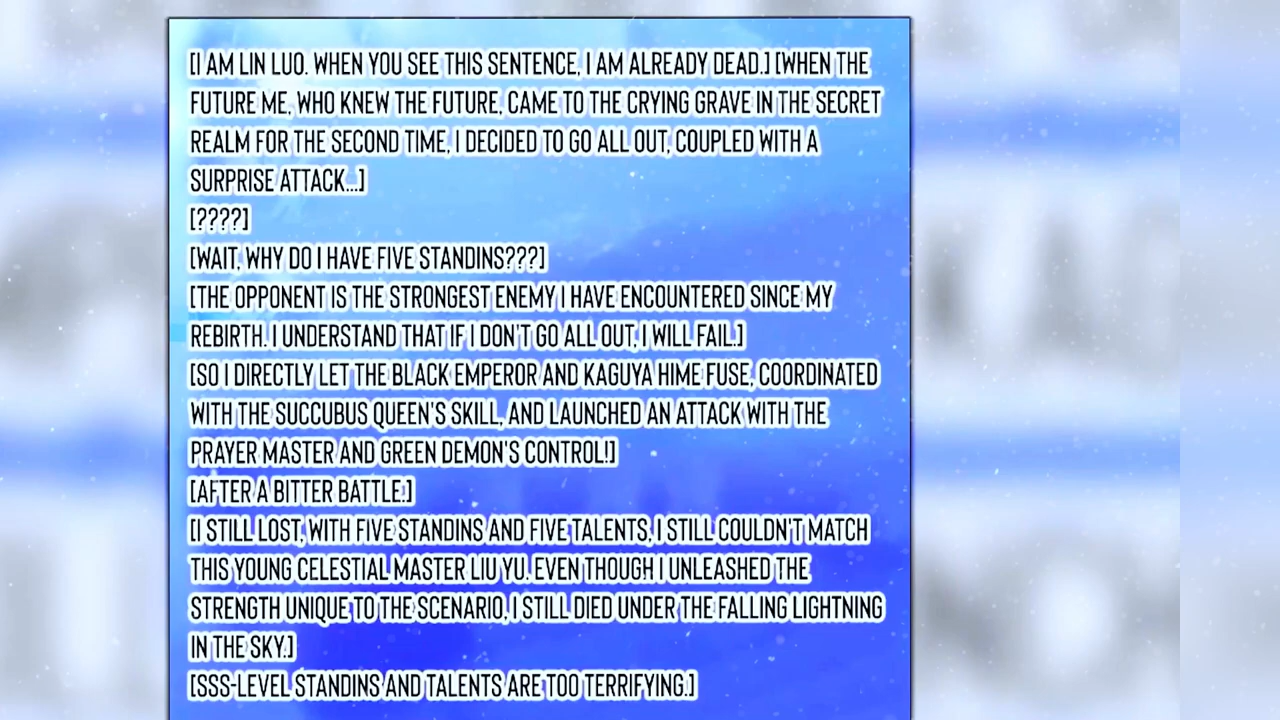 [I AM LIN LUO. WHEN YOU SEE THIS SENTENCE, I AM ALREADY DEAD.] [WHEN THE
FUTURE ME, WHO KNEW THE FUTURE, CAME TO THE CRYING GRAVE IN THE SECRET
REALM FOR THE SECOND TIME, I DECIDED TO GO ALL OUT, COUPLED WITH A
SURPRISE ATTACK...]
[????]
[WAIT, WHY DO I HAVE FIVE STANDINS???]
[THE OPPONENT IS THE STRONGEST ENEMY I HAVE ENCOUNTERED SINCE MY
REBIRTH. I UNDERSTAND THAT IF I DON'T GO ALL OUT, I WILL FAIL.]
[SO I DIRECTLY LET THE BLACK EMPEROR AND KAGUYA HIME FUSE, COORDINATED
WITH THE SUCCUBUS QUEEN'S SKILL, AND LAUNCHED AN ATTACK WITH THE
PRAYER MASTER AND GREEN DEMON'S CONTROL!]
[AFTER A BITTER BATTLE.]
[I STILL LOST, WITH FIVE STANDINS AND FIVE TALENTS, I STILL COULDN'T MATCH
THIS YOUNG CELESTIAL MASTER LIU YU. EVEN THOUGH I UNLEASHED THE
STRENGTH UNIQUE TO THE SCENARIO, I STILL DIED UNDER THE FALLING LIGHTNING
IN THE SKY.]
[SSS-LEVEL STANDINS AND TALENTS ARE TOO TERRIFYING.]